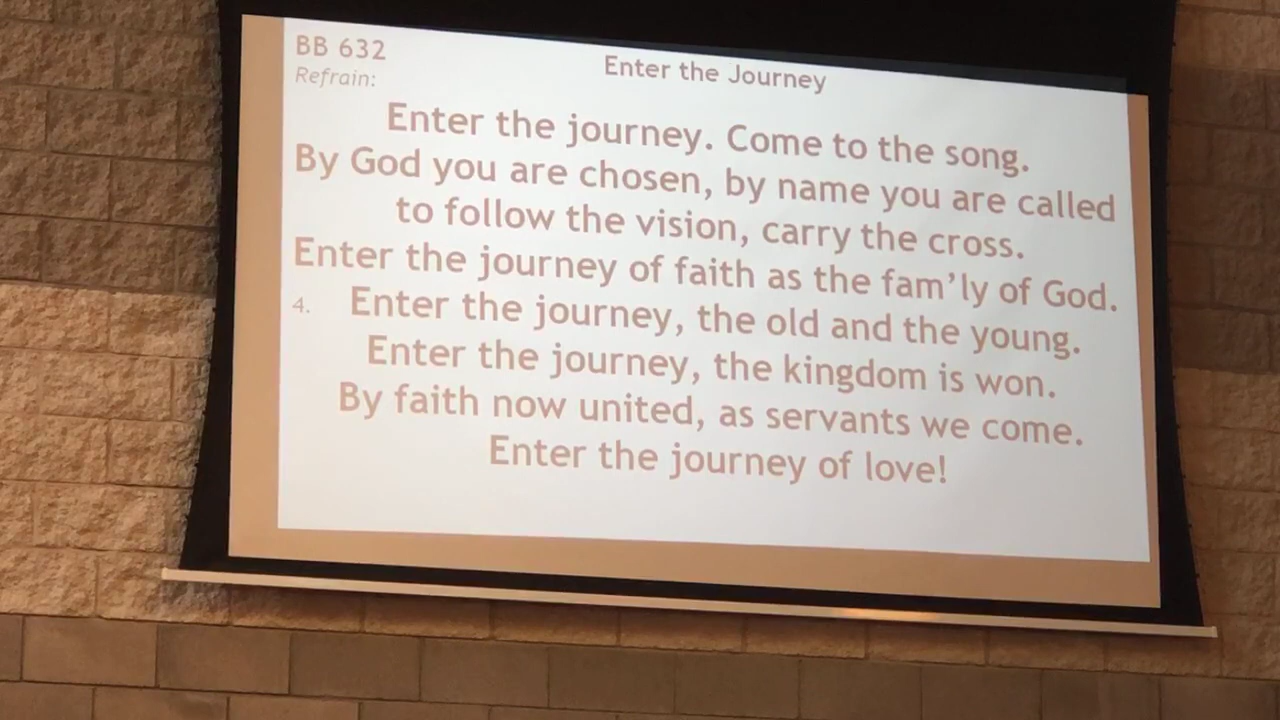 BB 632
Enter the Journey
Refrain:
Enter the journey. Come to the song.
By God you are chosen, by name you are called
to follow the vision, carry the cross.
Enter the journey of faith as the fam’ly of God.
4. Enter the journey, the old and the young.
Enter the journey, the kingdom is won.
By faith now united, as servants we come.
Enter the journey of love!